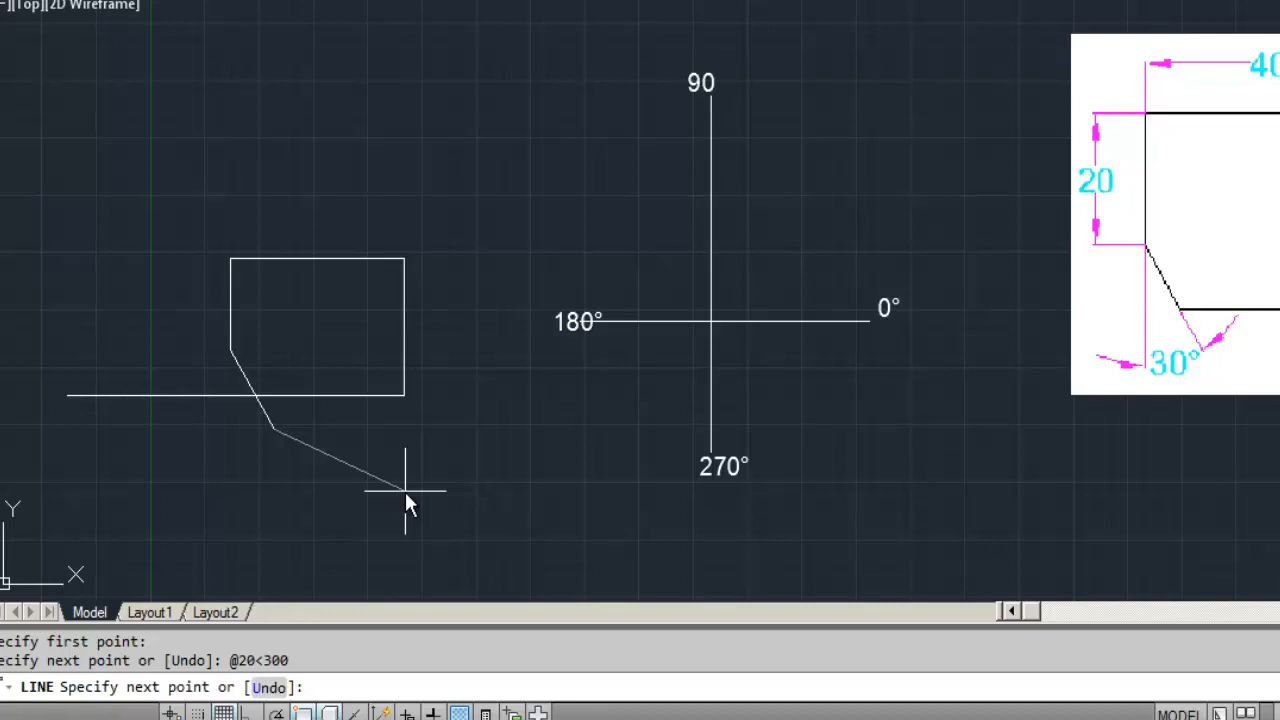 −][Top][2D Wireframe]
90
40
20
0°
180°
30°
270°
Y
X
Model Layout1 Layout2
ecify first point:
ecify next point or [Undo]: @20<300
LINE Specify next point or [Undo]:
MODEL